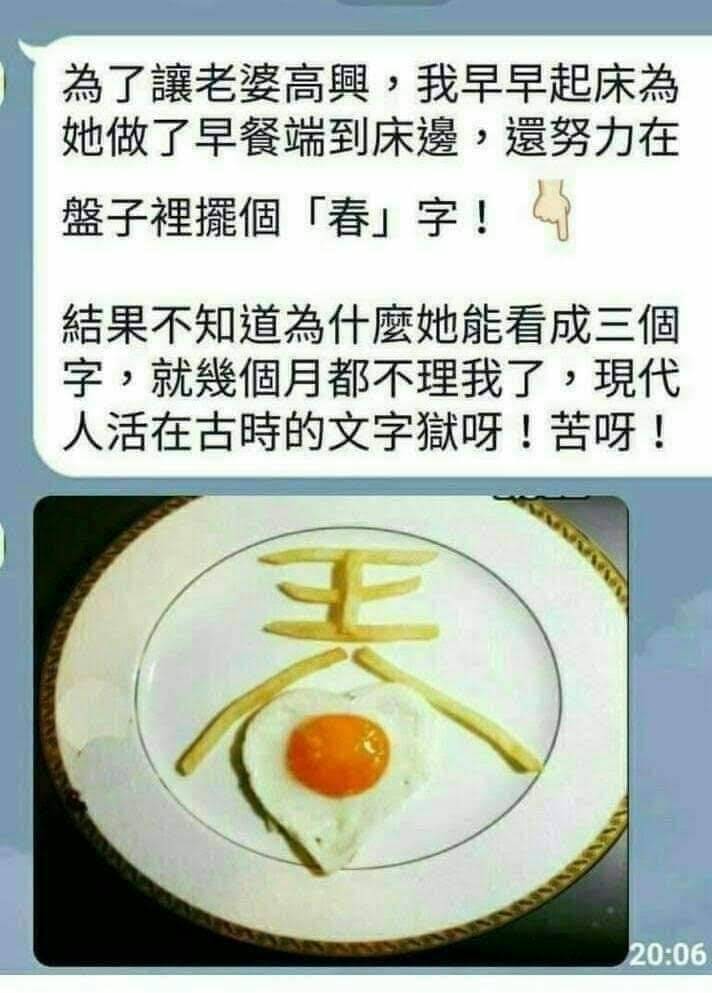 為了讓老婆高興，我早早起床為
她做了早餐端到床邊，還努力在
盤子裡擺個「春」字！
結果不知道為什麼她能看成三個
字，就幾個月都不理我了，現代
人活在古時的文字獄呀！苦呀！
20:06